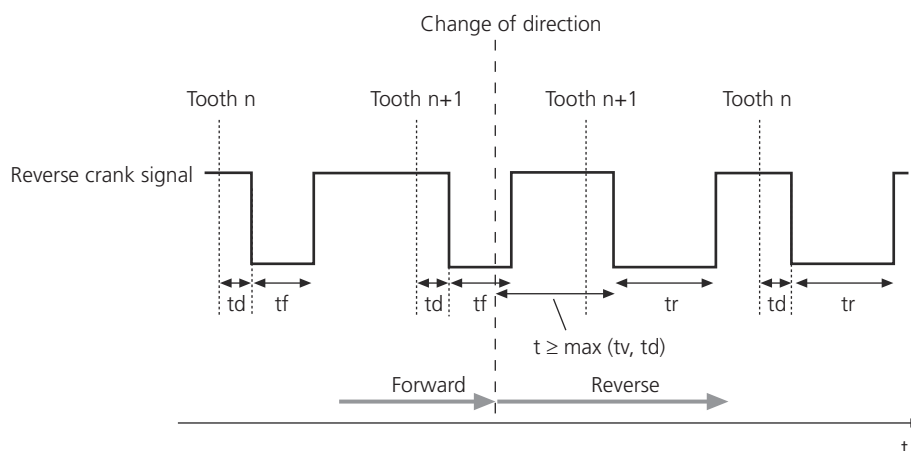 Change of direction
Tooth n Tooth n+1 Tooth n+1 Tooth n
Reverse crank signal
td tf td tf tr td tr
t ≥ max (tv, td)
Forward Reverse
t